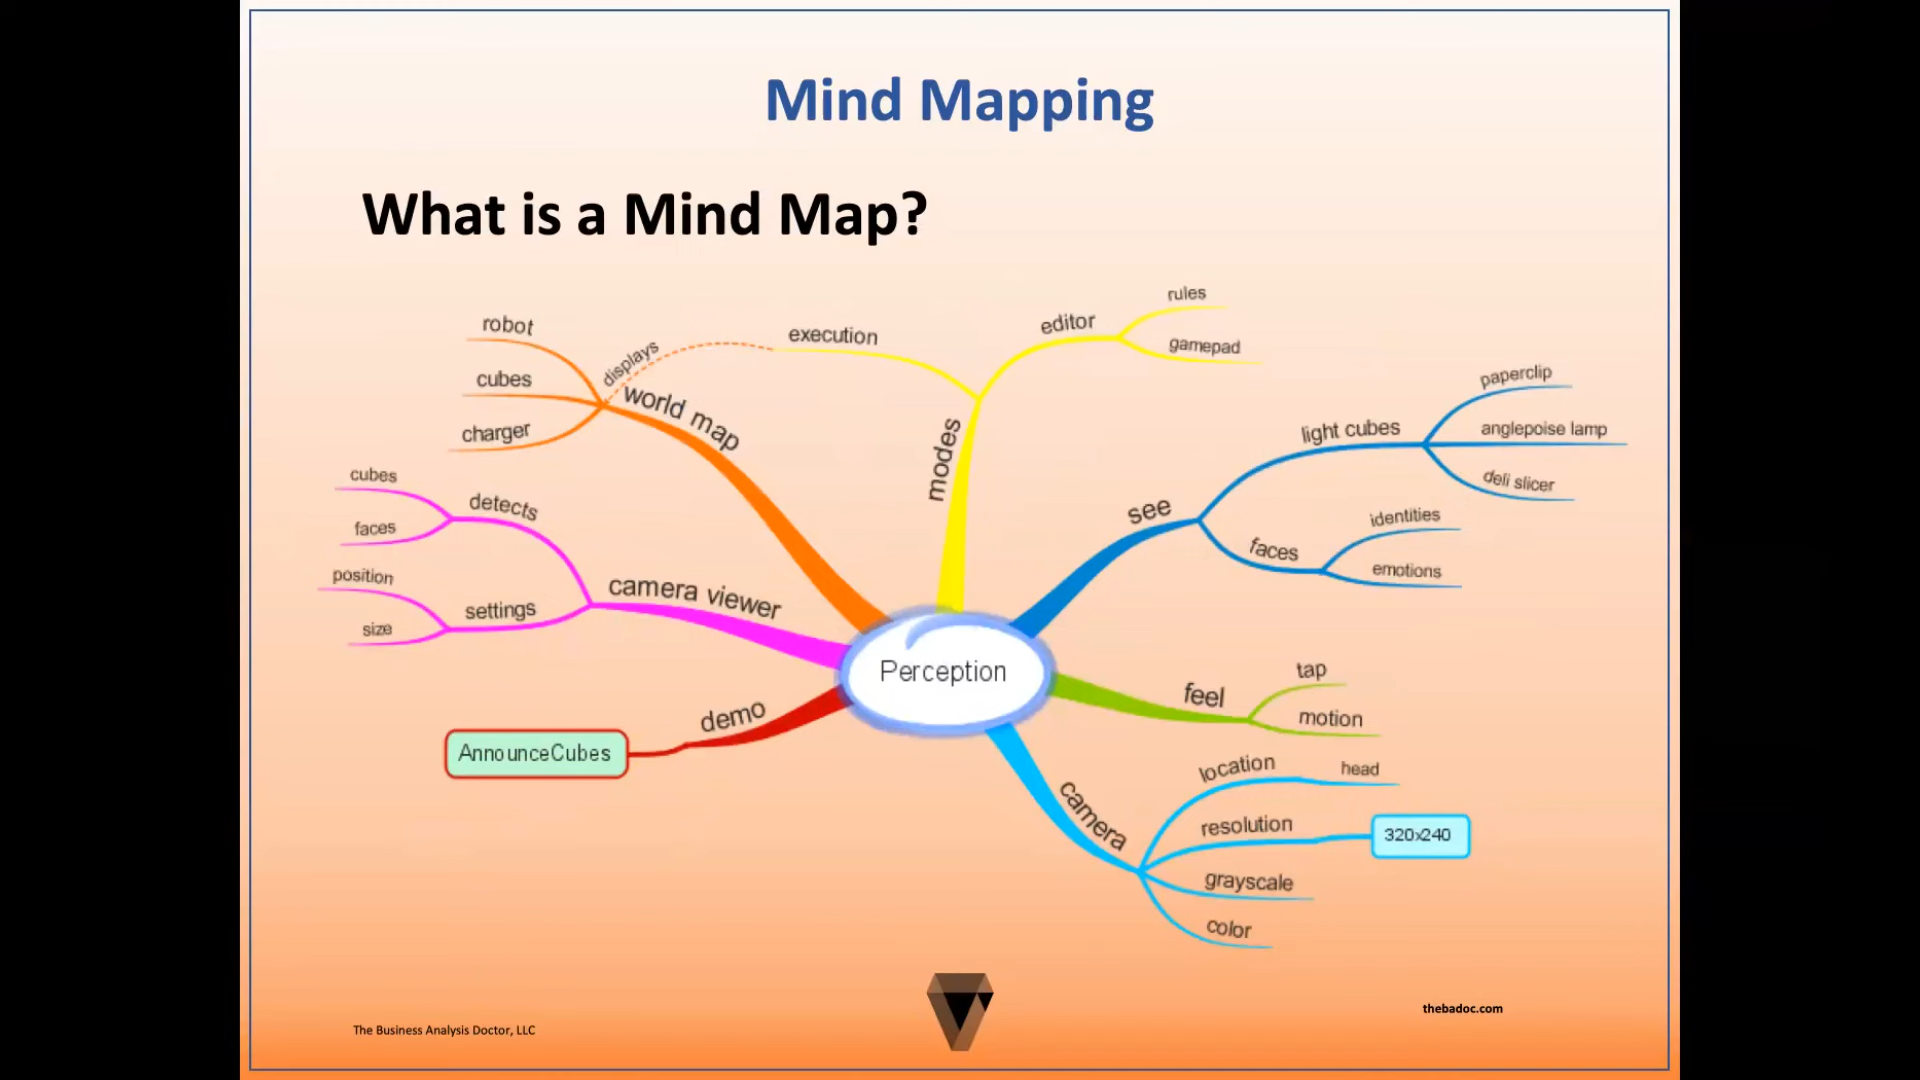 Mind Mapping
What is a Mind Map?
robot
cubes
charger
displays
world map
execution
modes
editor
rules
gamepad
see
light cubes
paperclip
anglepoise lamp
deli slicer
faces
identities
emotions
cubes
faces
detects
position
size
settings
camera viewer
Perception
feel
tap
motion
demo
AnnounceCubes
camera
location
head
resolution
320x240
grayscale
color
thebadoc.com
The Business Analysis Doctor, LLC